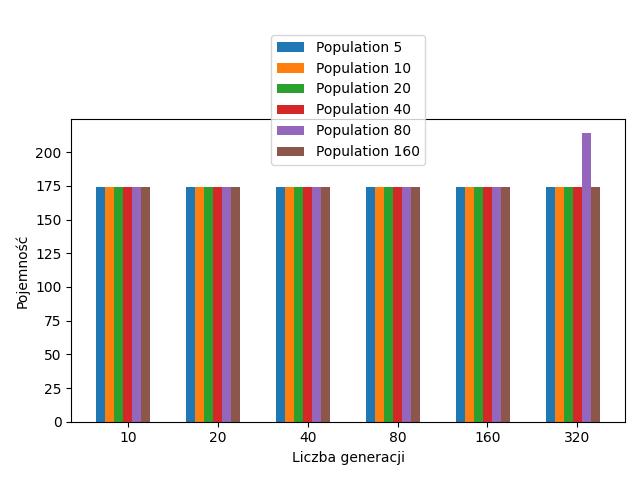 Population 5
Population 10
Population 20
Population 40
Population 80
Population 160
200
175
150
125
100
75
50
25
0
Pojemność
10 20 40 80 160 320
Liczba generacji